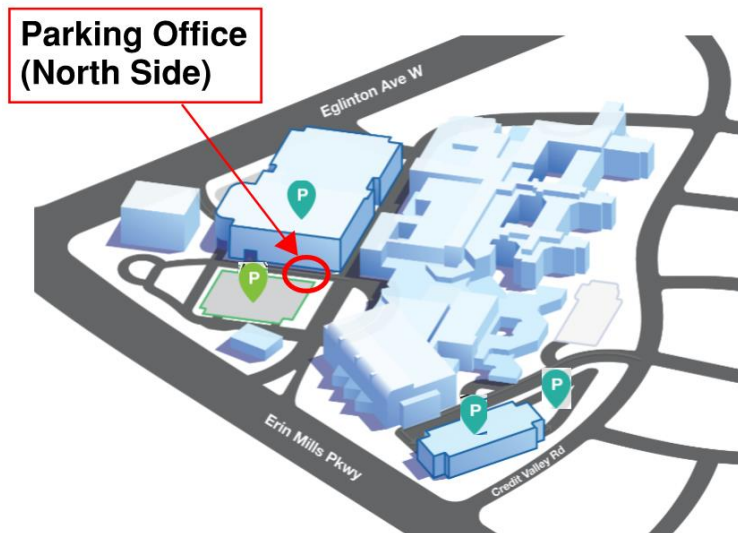 Parking Office
(North Side)
Eglinton Ave W
P
P
P
P
Erin Mills Pkwy
Credit Valley Rd